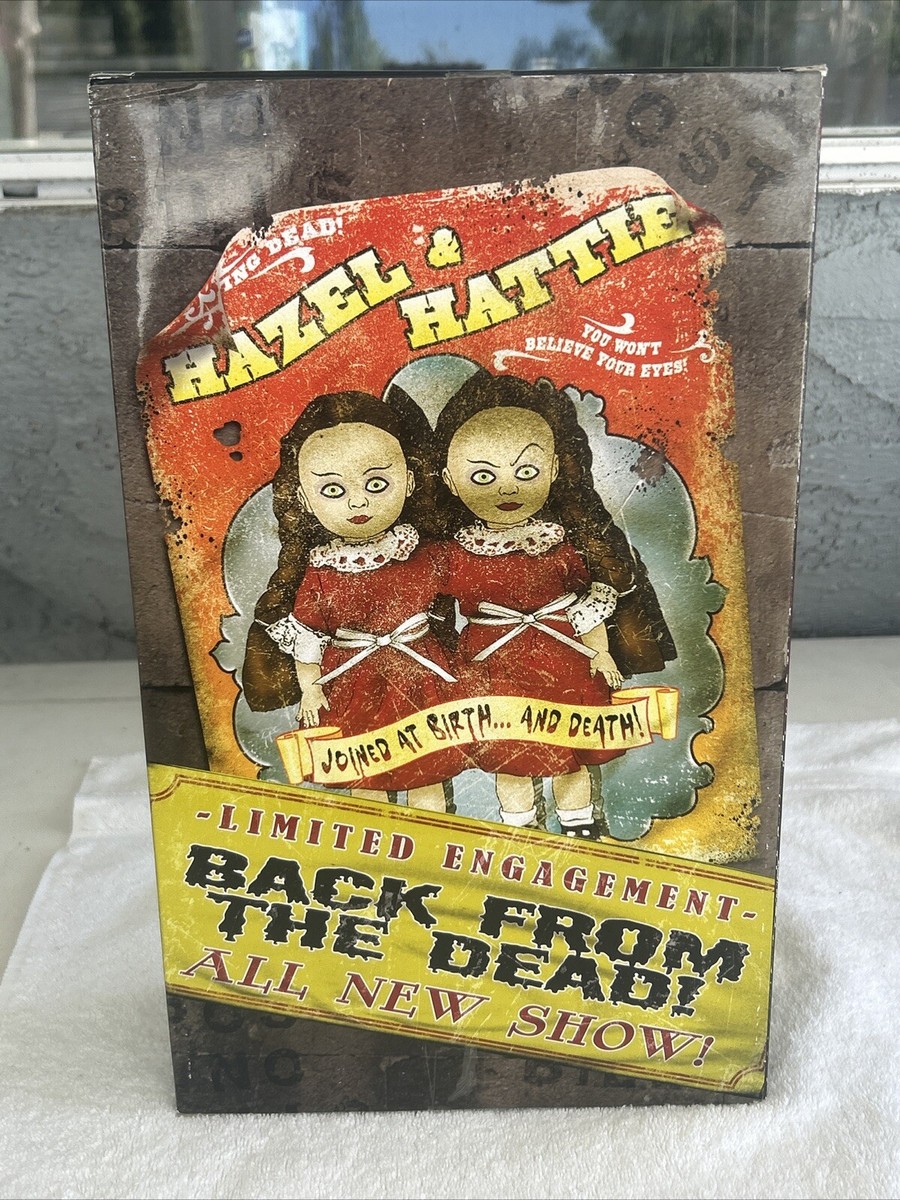 ING DEAD!
HAZEL &
HATTIE
YOU WON'T
BELIEVE YOUR EYES!
JOINED AT BIRTH... AND DEATH!
-LIMITED ENGAGEMENT-
BACK FROM
THE DEAD!
ALL NEW SHOW!
NO